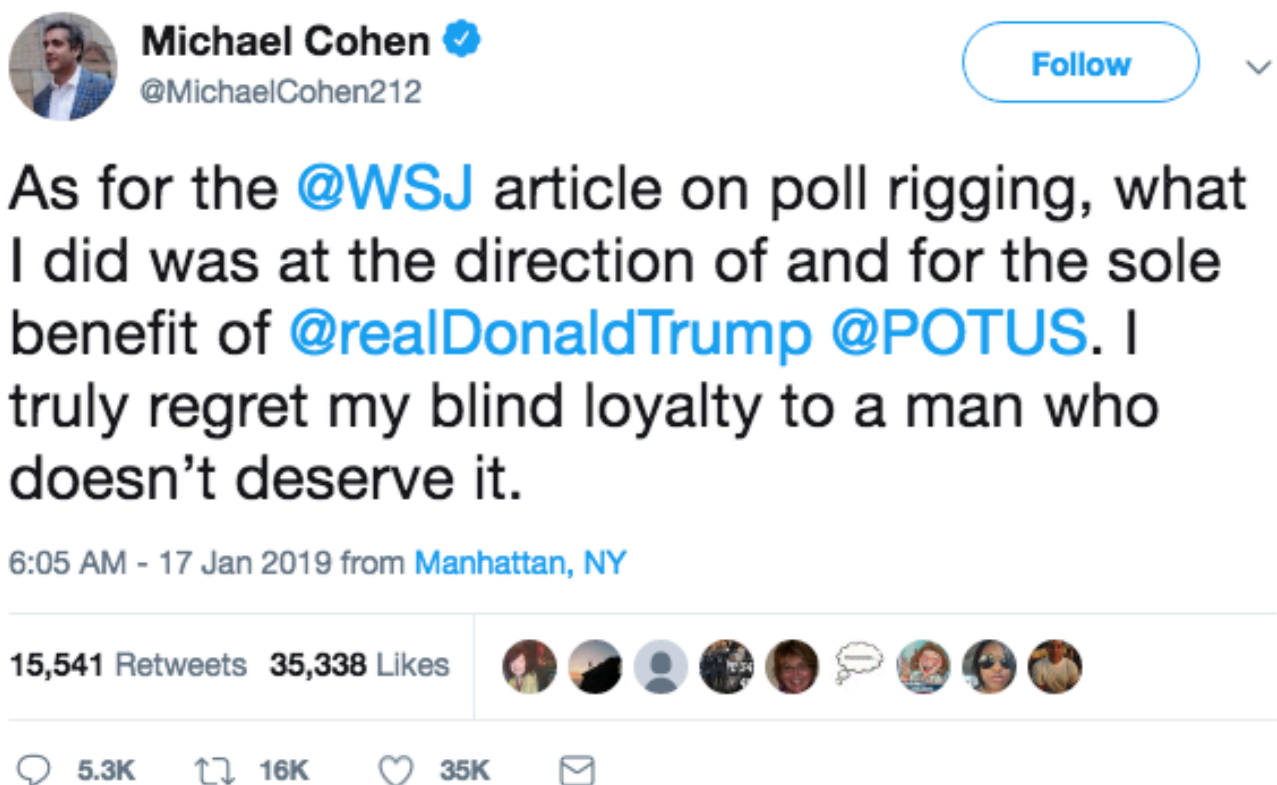 Michael Cohen
@MichaelCohen212
Follow
As for the @WSJ article on poll rigging, what
I did was at the direction of and for the sole
benefit of @realDonaldTrump @POTUS. I
truly regret my blind loyalty to a man who
doesn’t deserve it.
6:05 AM - 17 Jan 2019 from Manhattan, NY
15,541 Retweets 35,338 Likes
5.3K 16K 35K